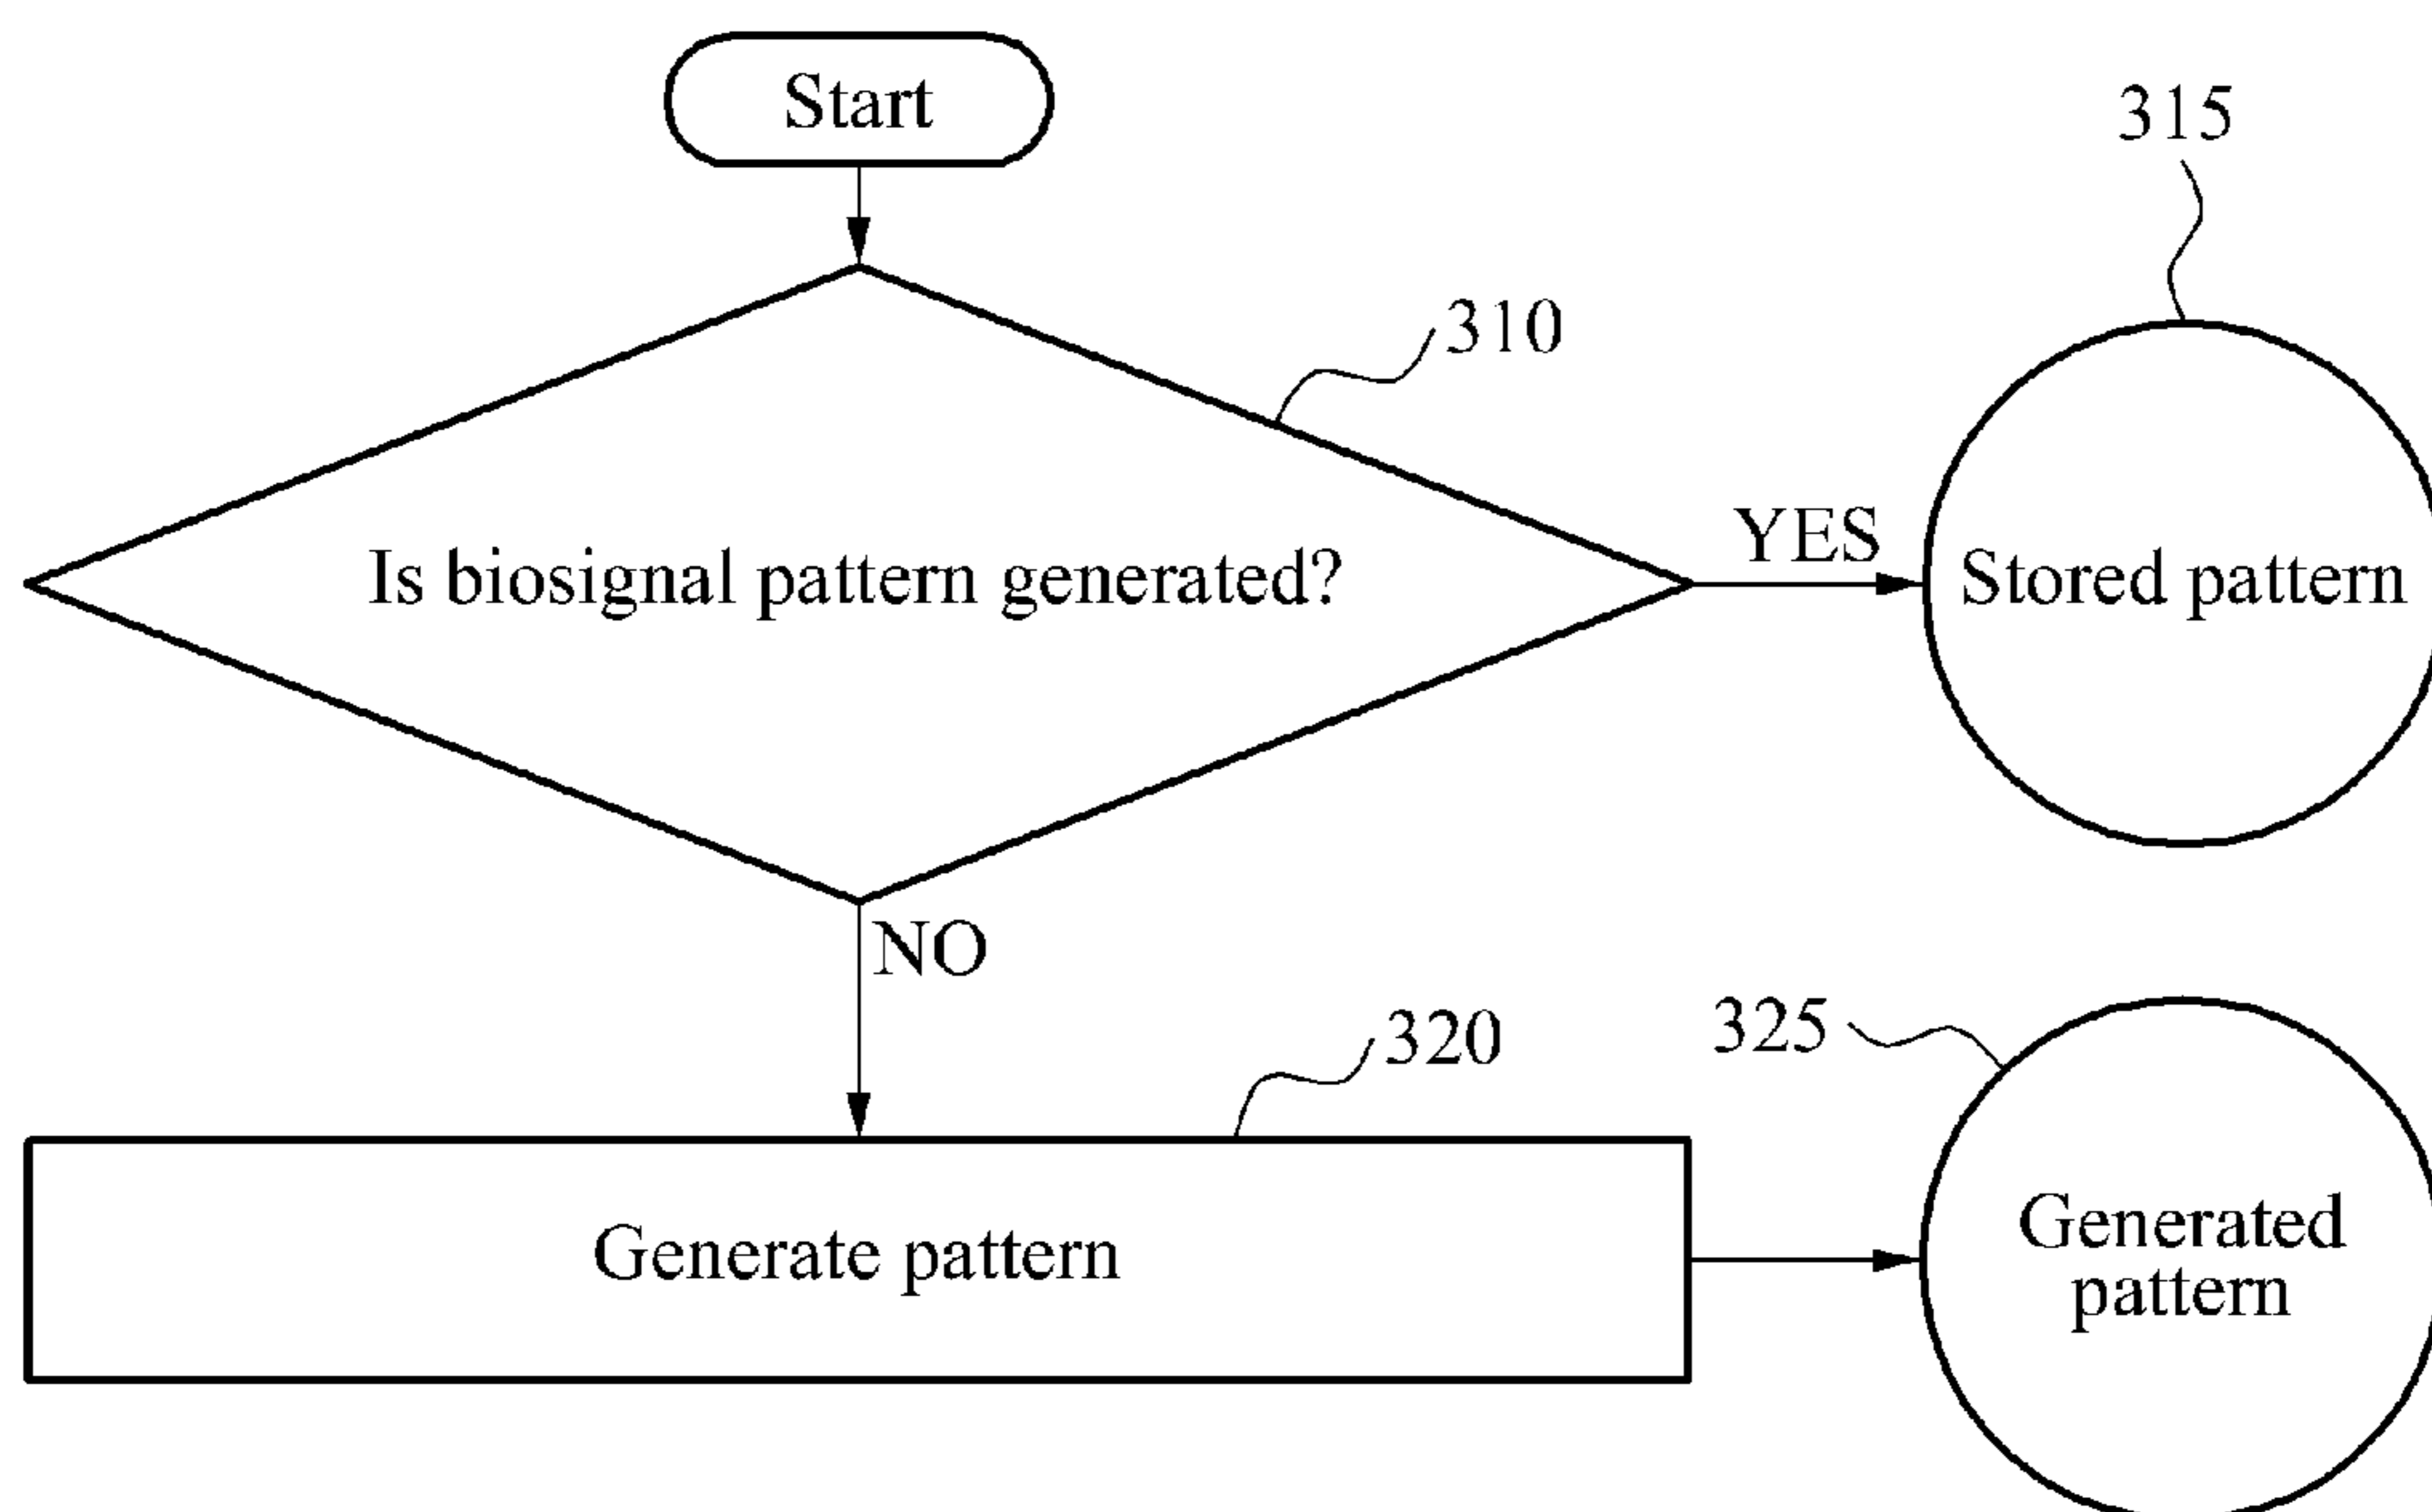 Start
315
310
Is biosignal pattern generated?
YES
Stored pattern
NO
320
325
Generate pattern
Generated
pattern